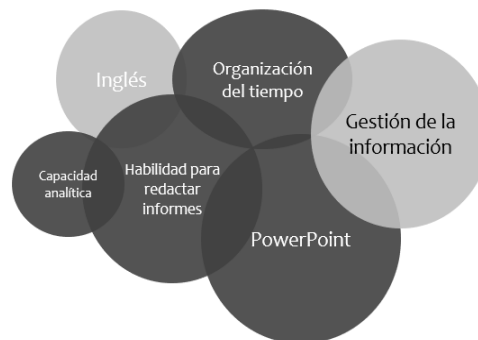 Inglés
Organización
del tiempo
Gestión de la
información
Capacidad
analítica
Habilidad para
redactar
informes
PowerPoint